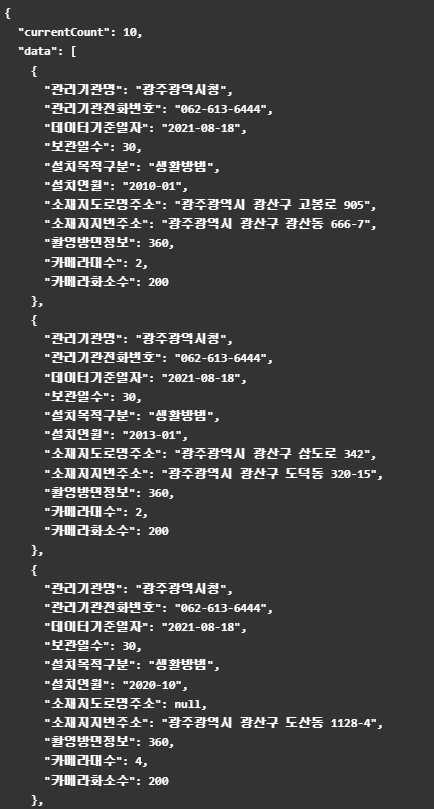 {
"currentCount": 10,
"data": [
{
"관리기관명": "광주광역시청",
"관리기관전화번호": "062-613-6444",
"데이터기준일자": "2021-08-18",
"보관일수": 30,
"설치목적구분": "생활방범",
"설치연월": "2010-01",
"소재지도로명주소": "광주광역시 광산구 고봉로 905",
"소재지지번주소": "광주광역시 광산구 광산동 666-7",
"촬영방면정보": 360,
"카메라대수": 2,
"카메라화소수": 200
},
{
"관리기관명": "광주광역시청",
"관리기관전화번호": "062-613-6444",
"데이터기준일자": "2021-08-18",
"보관일수": 30,
"설치목적구분": "생활방범",
"설치연월": "2013-01",
"소재지도로명주소": "광주광역시 광산구 삼도로 342",
"소재지지번주소": "광주광역시 광산구 도덕동 320-15",
"촬영방면정보": 360,
"카메라대수": 2,
"카메라화소수": 200
},
{
"관리기관명": "광주광역시청",
"관리기관전화번호": "062-613-6444",
"데이터기준일자": "2021-08-18",
"보관일수": 30,
"설치목적구분": "생활방범",
"설치연월": "2020-10",
"소재지도로명주소": null,
"소재지지번주소": "광주광역시 광산구 도산동 1128-4",
"촬영방면정보": 360,
"카메라대수": 4,
"카메라화소수": 200
},